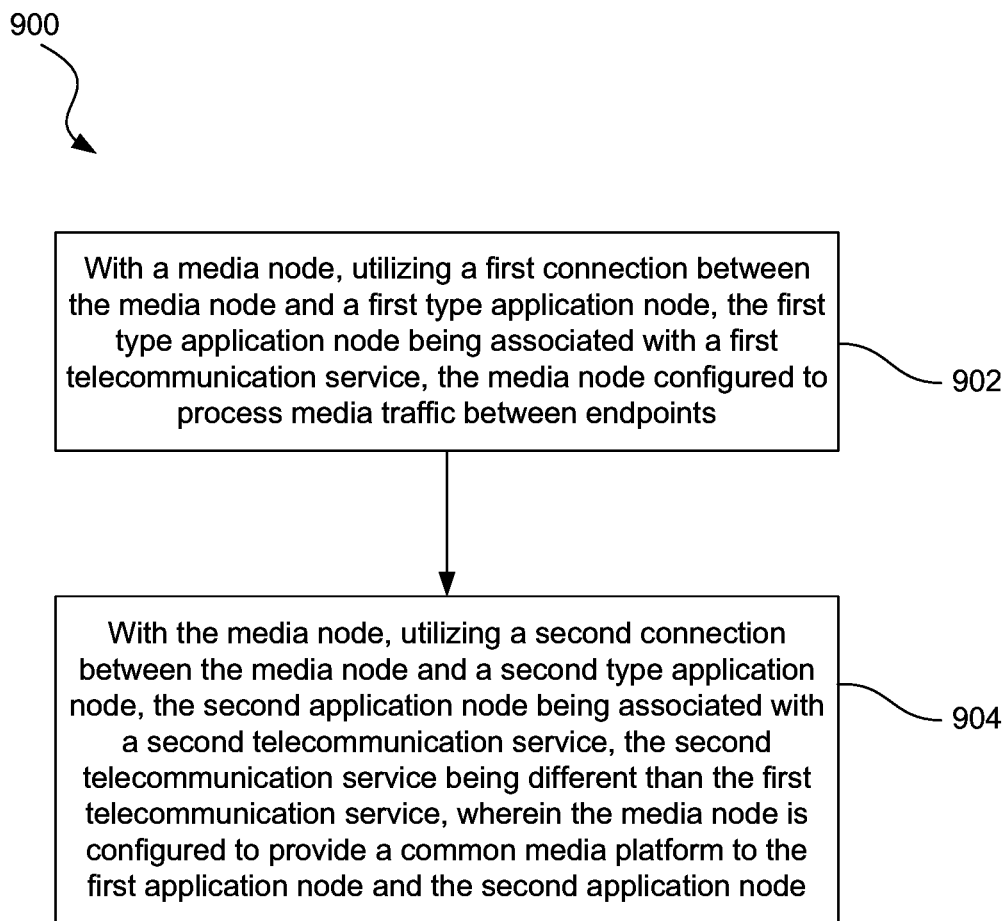 900
With a media node, utilizing a first connection between
the media node and a first type application node, the first
type application node being associated with a first
telecommunication service, the media node configured to
process media traffic between endpoints
902
With the media node, utilizing a second connection
between the media node and a second type application
node, the second application node being associated with
a second telecommunication service, the second
telecommunication service being different than the first
telecommunication service, wherein the media node is
configured to provide a common media platform to the
first application node and the second application node
904